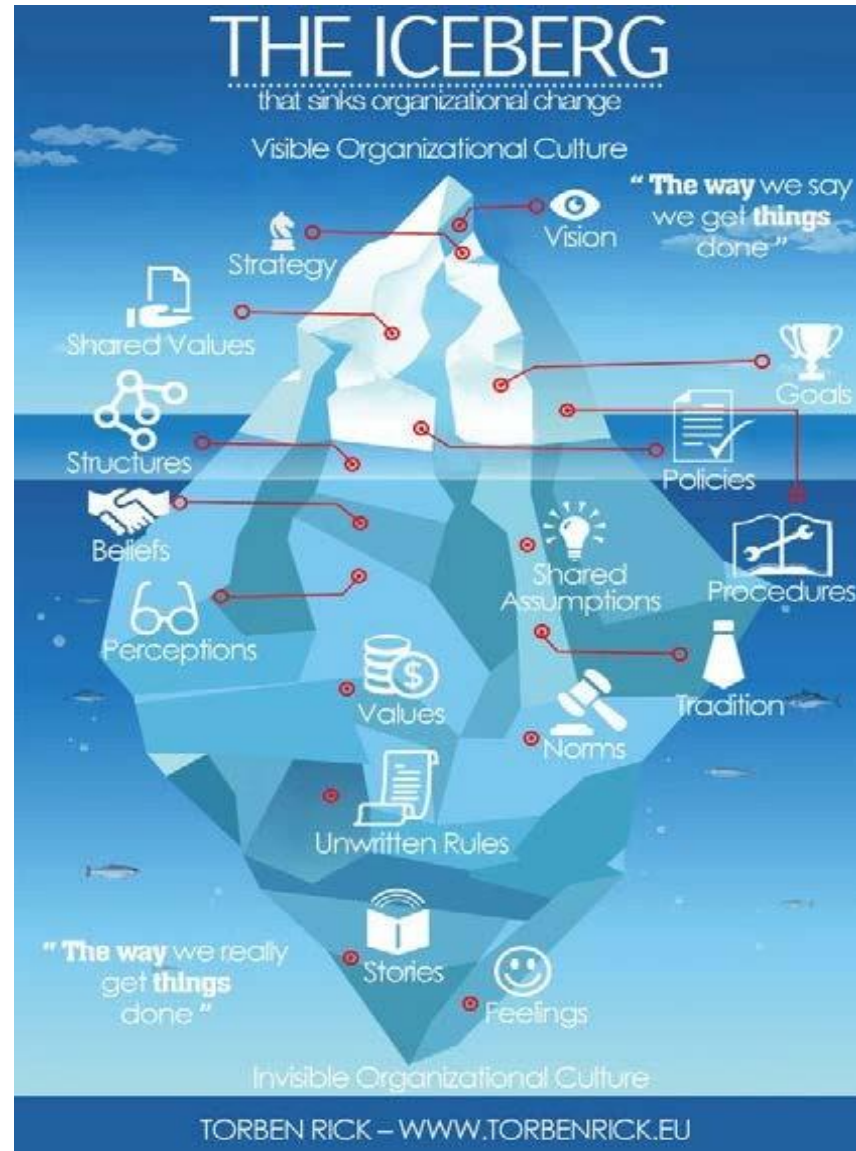 THE ICEBERG
that sinks organizational change
Visible Organizational Culture
" The way we say
we get things
done "
Vision
Strategy
Shared Values
Goals
Structures
Policies
Beliefs
Shared
Assumptions
Procedures
Perceptions
Tradition
$
Values
Norms
Unwritten Rules
" The way we really
get things
done "
Stories
Feelings
Invisible Organizational Culture
TORBEN RICK – WWW.TORBENRICK.EU